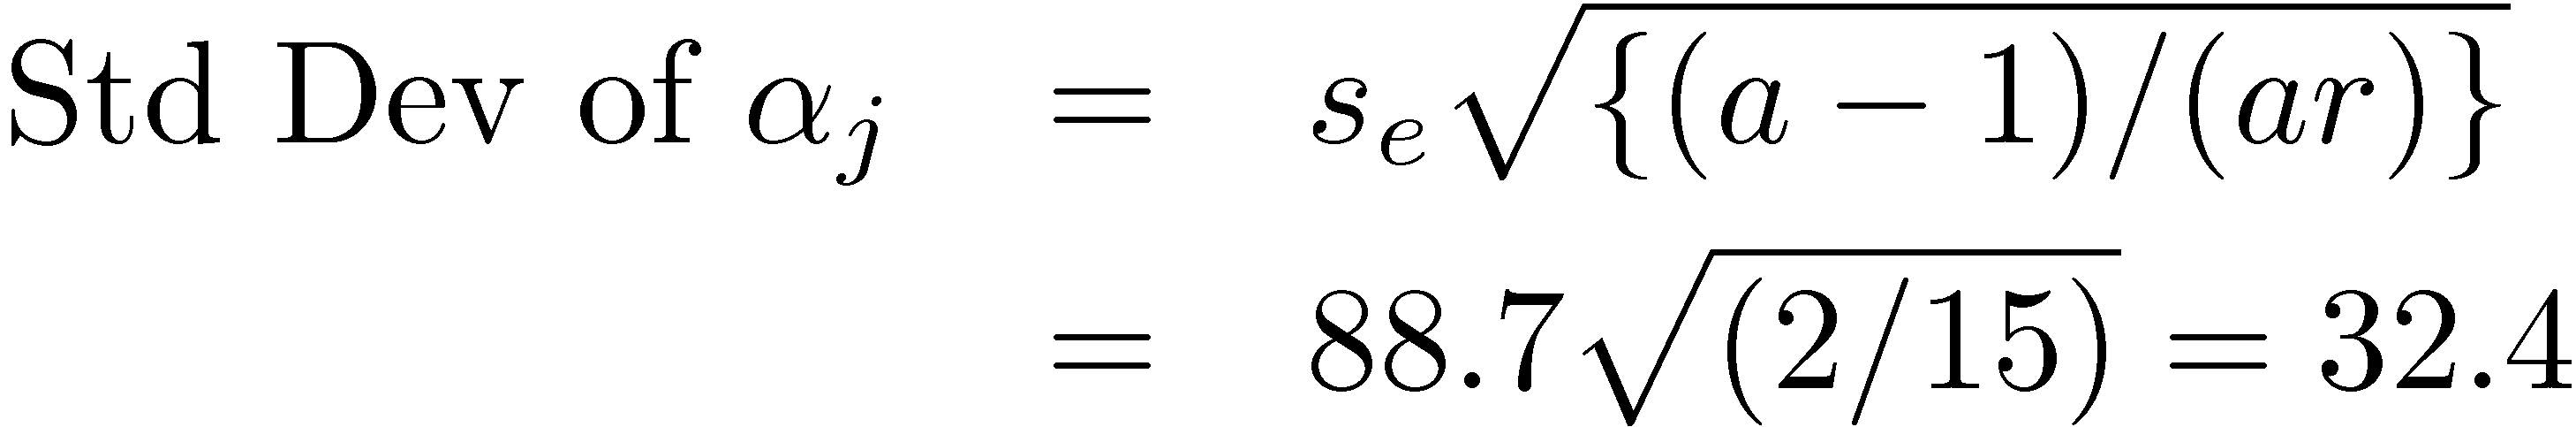 Std Dev of αⱼ = sₑ√{(a − 1)/(ar)}
= 88.7√(2/15) = 32.4